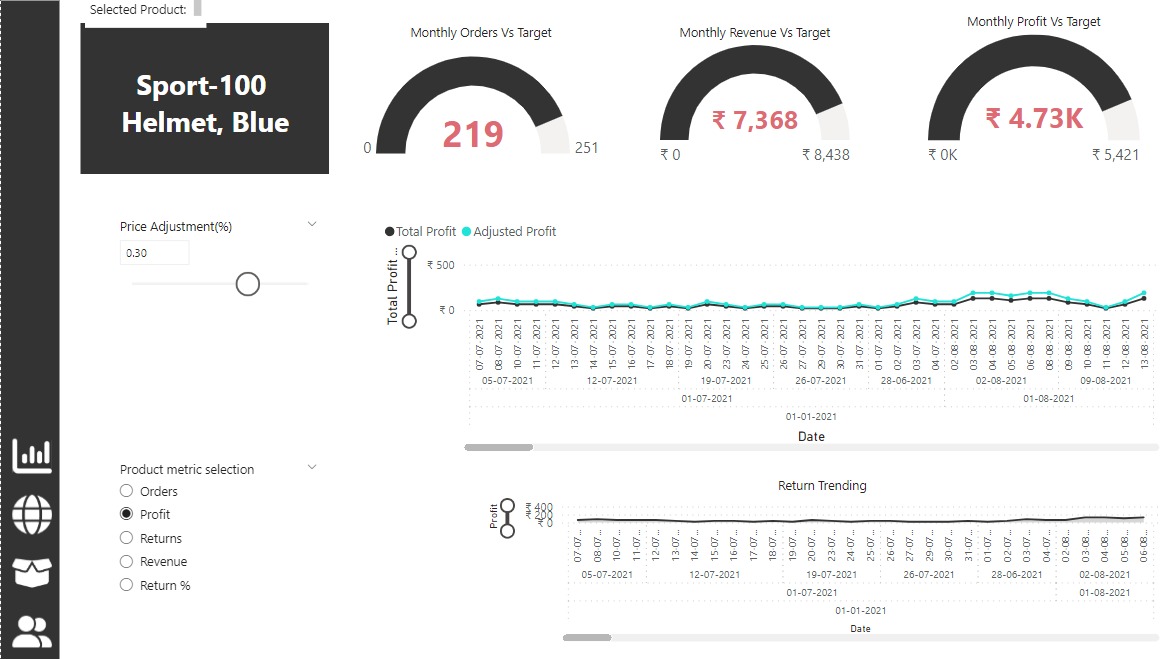 Selected Product:
Sport-100
Helmet, Blue
Monthly Orders Vs Target
219
0
251
Monthly Revenue Vs Target
₹ 7,368
₹ 0
₹ 8,438
Monthly Profit Vs Target
₹ 4.73K
₹ 0K
₹ 5,421
Price Adjustment(%)
0.30
Total Profit Adjusted Profit
Total Profit ...
₹ 500
₹ 0
07-07-2021 08-07-2021 10-07-2021 11-07-2021 12-07-2021 13-07-2021 14-07-2021 15-07-2021 16-07-2021 17-07-2021 18-07-2021 19-07-2021 20-07-2021 23-07-2021 24-07-2021 25-07-2021 26-07-2021 27-07-2021 29-07-2021 30-07-2021 31-07-2021 01-07-2021 02-07-2021 03-07-2021 04-07-2021 02-08-2021 03-08-2021 04-08-2021 05-08-2021 06-08-2021 08-08-2021 09-08-2021 10-08-2021 11-08-2021 12-08-2021 13-08-2021
05-07-2021 12-07-2021 19-07-2021 26-07-2021 28-06-2021 02-08-2021 09-08-2021
01-07-2021 01-08-2021
01-01-2021
Date
Product metric selection
Orders
Profit
Returns
Revenue
Return %
Return Trending
Profit
₹ 400
₹ 200
₹ 0
07-07... 08-07... 10-07... 11-07... 12-07... 13-07... 14-07... 15-07... 16-07... 17-07... 18-07... 19-07... 20-07... 23-07... 24-07... 25-07... 26-07... 27-07... 29-07... 30-07... 31-07... 01-07... 02-07... 03-07... 04-07... 02-08... 03-08... 04-08... 05-08... 06-08...
05-07-2021 12-07-2021 19-07-2021 26-07-2021 28-06-2021 02-08-2021
01-07-2021 01-08-2021
01-01-2021
Date